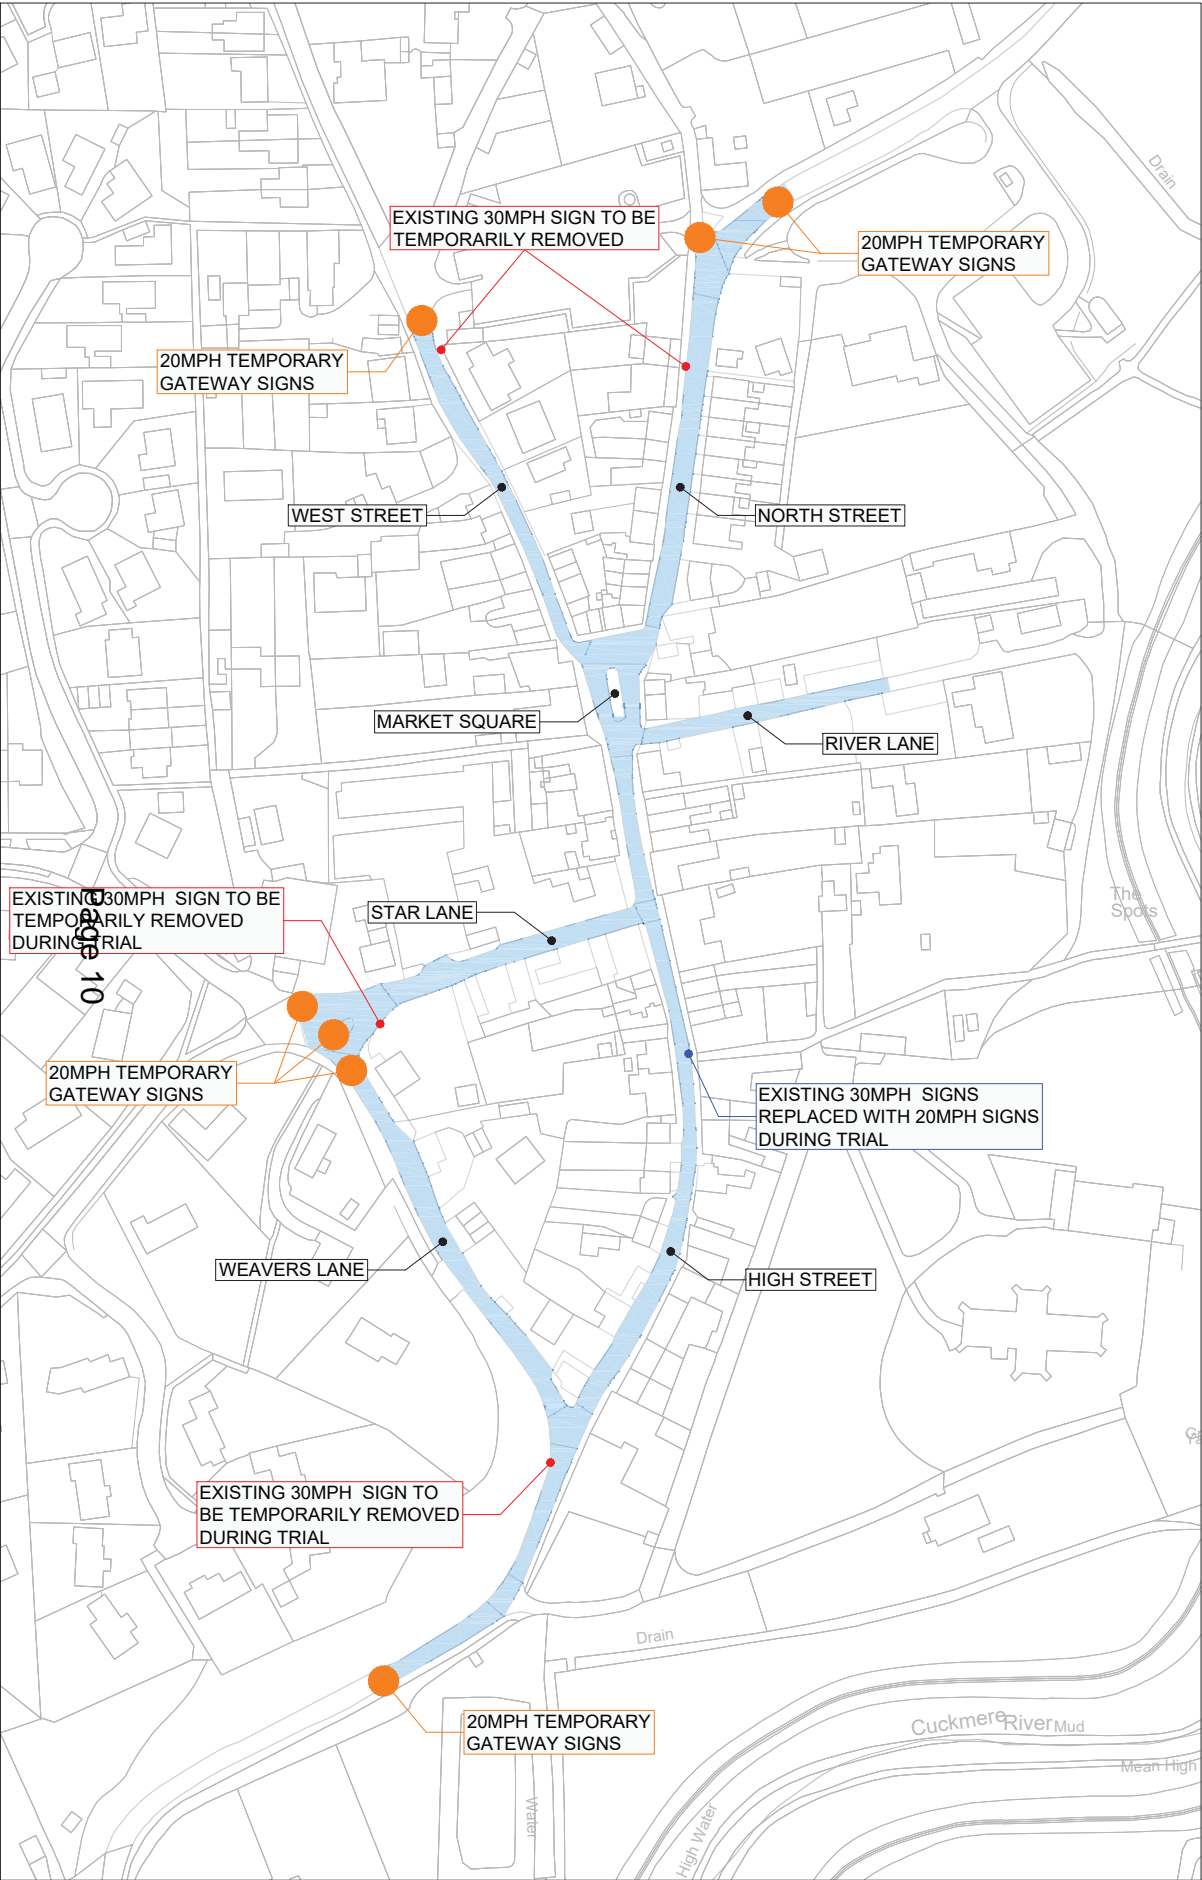 Drain
EXISTING 30MPH SIGN TO BE
TEMPORARILY REMOVED
20MPH TEMPORARY
GATEWAY SIGNS
20MPH TEMPORARY
GATEWAY SIGNS
WEST STREET
NORTH STREET
MARKET SQUARE
RIVER LANE
EXISTING 30MPH  SIGN TO BE
TEMPORARILY REMOVED
DURING TRIAL
Page 10
STAR LANE
The
Spots
20MPH TEMPORARY
GATEWAY SIGNS
EXISTING 30MPH  SIGNS
REPLACED WITH 20MPH SIGNS
DURING TRIAL
WEAVERS LANE
HIGH STREET
EXISTING 30MPH  SIGN TO
BE TEMPORARILY REMOVED
DURING TRIAL
Drain
20MPH TEMPORARY
GATEWAY SIGNS
Cuckmere River Mud
Mean High
Water
High Water